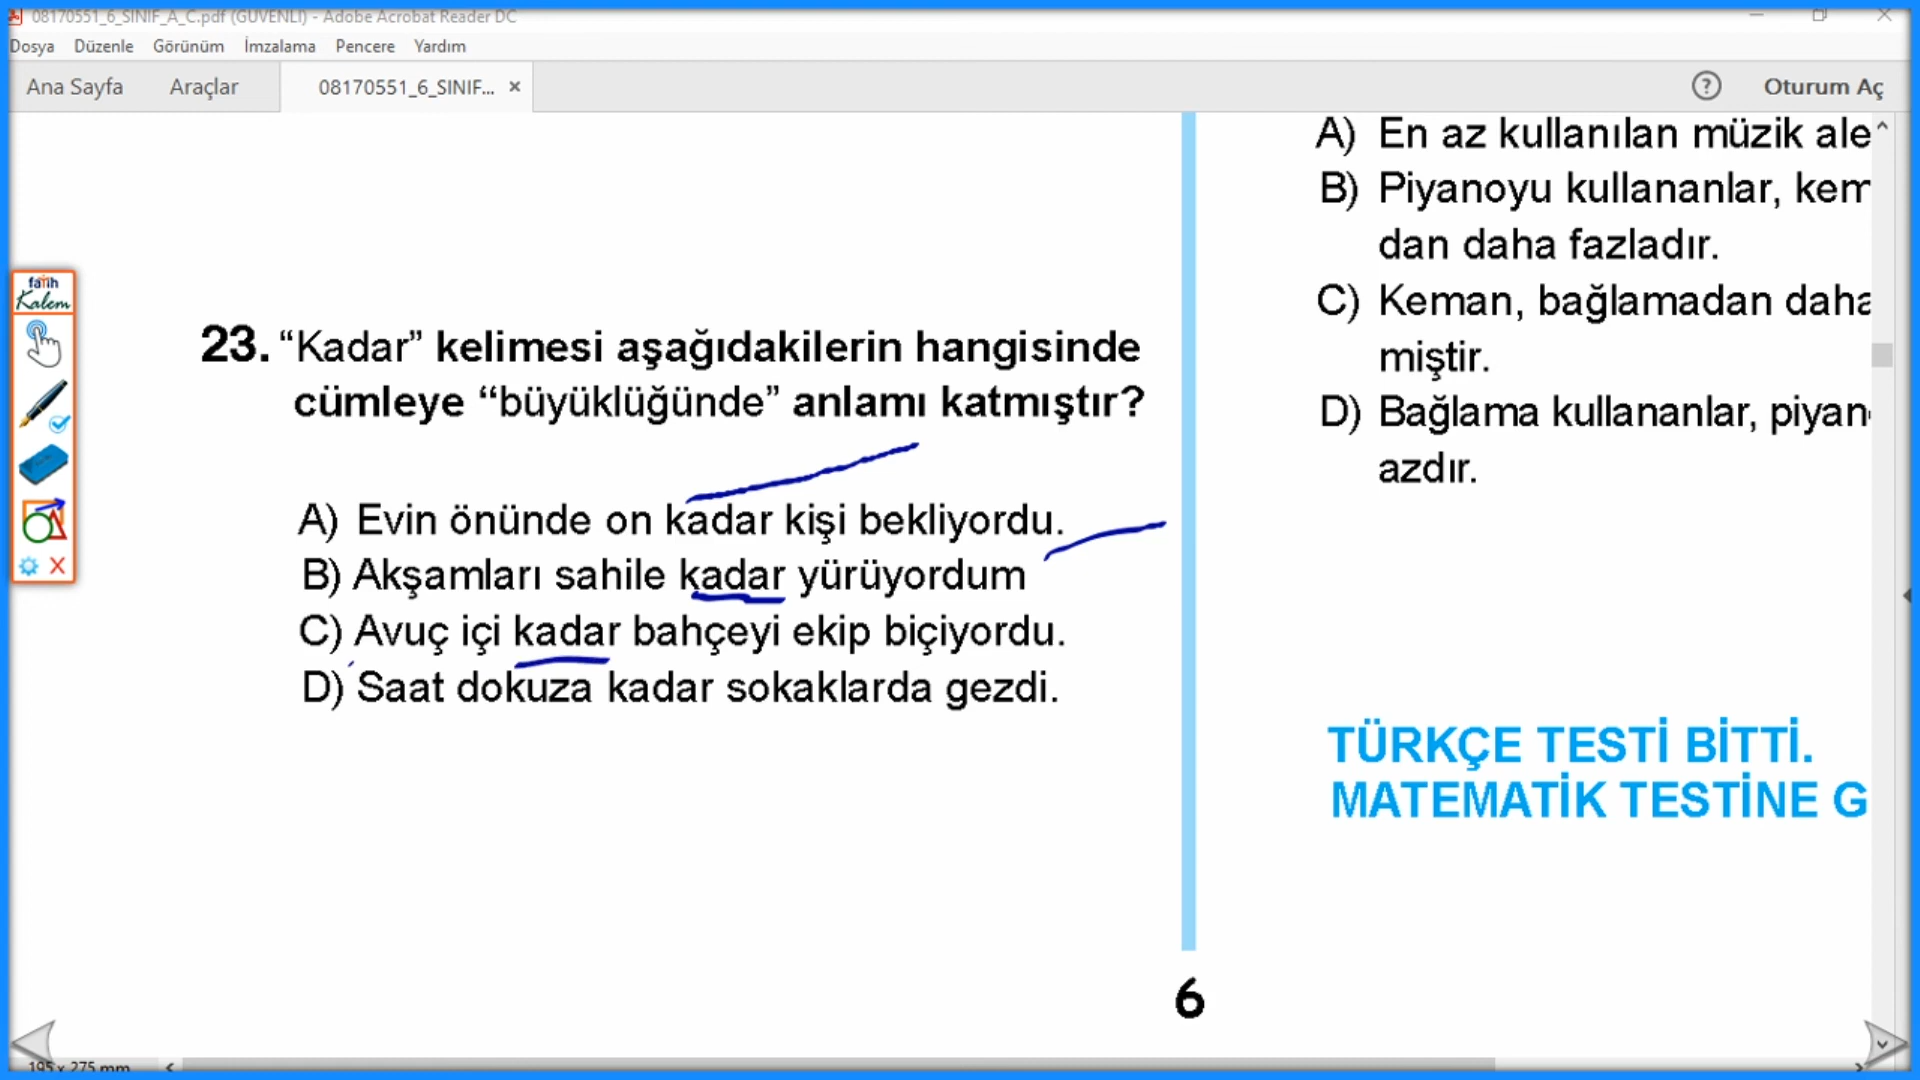 08170551_6_SINIF_A_C.pdf (GÜVENLİ) - Adobe Acrobat Reader DC
Dosya Düzenle Görünüm İmzalama Pencere Yardım
Ana Sayfa Araçlar 08170551_6_SINIF... × ? Oturum Aç
fatih
Kalem
23. “Kadar” kelimesi aşağıdakilerin hangisinde
cümleye “büyüklüğünde” anlamı katmıştır?
A) Evin önünde on kadar kişi bekliyordu.
B) Akşamları sahile kadar yürüyordum
C) Avuç içi kadar bahçeyi ekip biçiyordu.
D) Saat dokuza kadar sokaklarda gezdi.
A) En az kullanılan müzik ale
B) Piyanoyu kullananlar, kem
dan daha fazladır.
C) Keman, bağlamadan daha
miştir.
D) Bağlama kullananlar, piyan
azdır.
TÜRKÇE TESTİ BİTTİ.
MATEMATİK TESTİNE G
6
195 x 275 mm